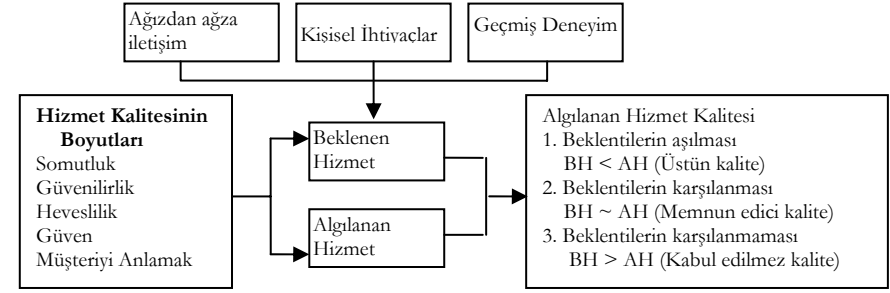 Ağızdan ağza
iletişim
Kişisel İhtiyaçlar
Geçmiş Deneyim
Hizmet Kalitesinin
Boyutları
Somutluk
Güvenilirlik
Heveslilik
Güven
Müşteriyi Anlamak
Beklenen
Hizmet
Algılanan
Hizmet
Algılanan Hizmet Kalitesi
1. Beklentilerin aşılması
BH < AH (Üstün kalite)
2. Beklentilerin karşılanması
BH ~ AH (Memnun edici kalite)
3. Beklentilerin karşılanmaması
BH > AH (Kabul edilmez kalite)